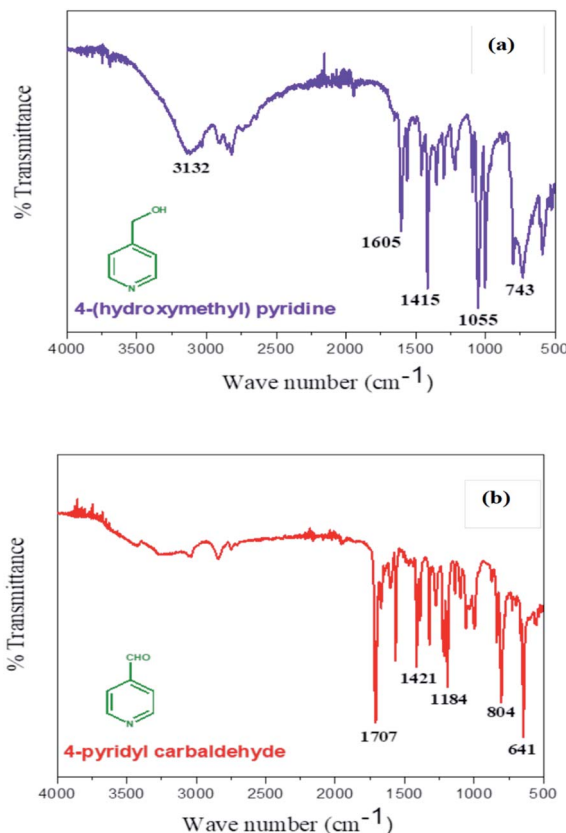 (a)
% Transmittance
3132
1605
1415
1055
743
OH
N
4-(hydroxymethyl) pyridine
4000 3500 3000 2500 2000 1500 1000 500
Wave number (cm-1)
(b)
% Transmittance
CHO
N
4-pyridyl carbaldehyde
1707
1421
1184
804
641
4000 3500 3000 2500 2000 1500 1000 500
Wave number (cm-1)